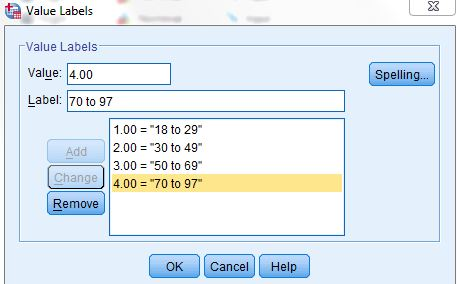 Value Labels
Value Labels
Value: 4.00
Spelling...
Label: 70 to 97
Add
Change
Remove
1.00 = "18 to 29"
2.00 = "30 to 49"
3.00 = "50 to 69"
4.00 = "70 to 97"
OK Cancel Help